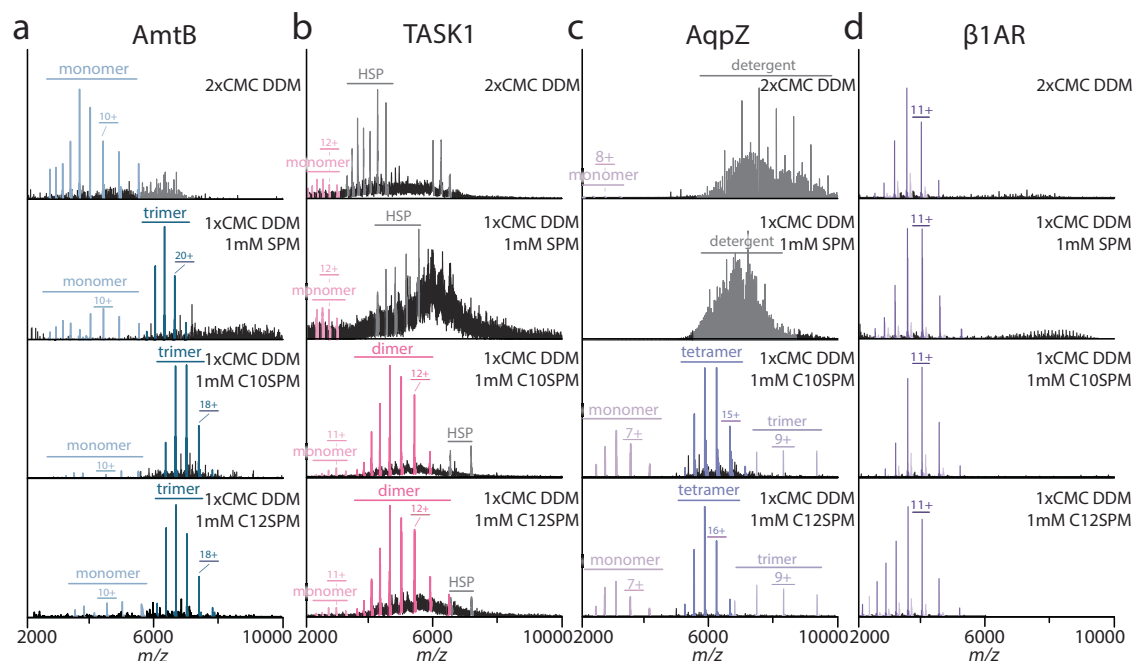 a
AmtB
monomer
2xCMC DDM
10+
trimer
1xCMC DDM
1mM SPM
20+
monomer
10+
trimer
1xCMC DDM
1mM C10SPM
18+
monomer
10+
trimer
1xCMC DDM
1mM C12SPM
18+
monomer
10+
2000
6000
10000
m/z
b
TASK1
HSP
2xCMC DDM
12+
monomer
HSP
1xCMC DDM
1mM SPM
12+
monomer
dimer
1xCMC DDM
1mM C10SPM
12+
HSP
11+
monomer
dimer
1xCMC DDM
1mM C12SPM
12+
HSP
11+
monomer
2000
6000
10000
m/z
c
AqpZ
detergent
2xCMC DDM
8+
monomer
1xCMC DDM
1mM SPM
detergent
1xCMC DDM
1mM C10SPM
tetramer
monomer
7+
15+
trimer
9+
1xCMC DDM
1mM C12SPM
tetramer
16+
monomer
7+
trimer
9+
2000
6000
10000
m/z
d
β1AR
2xCMC DDM
11+
1xCMC DDM
1mM SPM
11+
1xCMC DDM
1mM C10SPM
11+
1xCMC DDM
1mM C12SPM
11+
2000
6000
10000
m/z